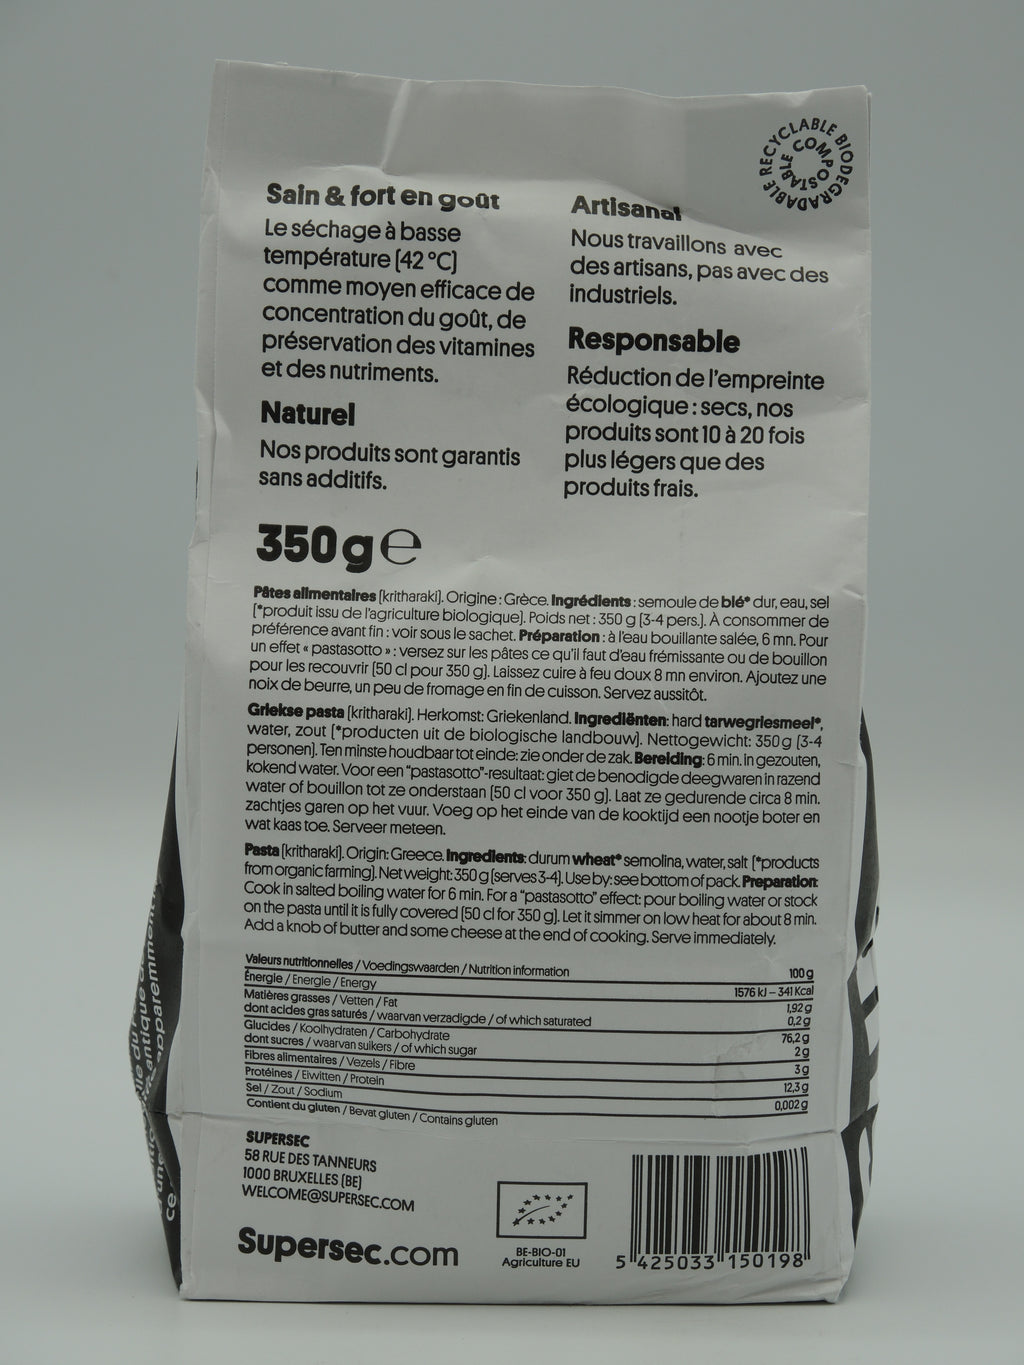 RECYCLABLE BIODEGRADABLE
COMPOSTABLE
Sain & fort en goût
Le séchage à basse
température (42 °C)
comme moyen efficace de
concentration du goût, de
préservation des vitamines
et des nutriments.
Naturel
Nos produits sont garantis
sans additifs.
Artisanal
Nous travaillons avec
des artisans, pas avec des
industriels.
Responsable
Réduction de l'empreinte
écologique : secs, nos
produits sont 10 à 20 fois
plus légers que des
produits frais.
350 g ℮
Pâtes alimentaires (kritharaki). Origine : Grèce. Ingrédients : semoule de blé* dur, eau, sel
(*produit issu de l'agriculture biologique). Poids net : 350 g (3-4 pers.). À consommer de
préférence avant fin : voir sous le sachet. Préparation : à l'eau bouillante salée, 6 mn. Pour
un effet « pastasotto » : versez sur les pâtes ce qu'il faut d'eau frémissante ou de bouillon
pour les recouvrir (50 cl pour 350 g). Laissez cuire à feu doux 8 mn environ. Ajoutez une
noix de beurre, un peu de fromage en fin de cuisson. Servez aussitôt.
Griekse pasta (kritharaki). Herkomst: Griekenland. Ingrediënten: hard tarwegriesmeel*,
water, zout (*producten uit de biologische landbouw). Nettogewicht: 350 g (3-4
personen). Ten minste houdbaar tot einde: zie onder de zak. Bereiding: 6 min. In gezouten,
kokend water. Voor een "pastasotto"-resultaat: giet de benodigde deegwaren in razend
water of bouillon tot ze onderstaan (50 cl voor 350 g). Laat ze gedurende circa 8 min.
zachtjes garen op het vuur. Voeg op het einde van de kooktijd een nootje boter en
wat kaas toe. Serveer meteen.
Pasta (kritharaki). Origin: Greece. Ingredients: durum wheat* semolina, water, salt (*products
from organic farming). Net weight: 350 g (serves 3-4). Use by: see bottom of pack. Preparation:
Cook in salted boiling water for 6 min. For a "pastasotto" effect: pour boiling water or stock
on the pasta until it is fully covered (50 cl for 350 g). Let it simmer on low heat for about 8 min.
Add a knob of butter and some cheese at the end of cooking. Serve immediately.
Valeurs nutritionnelles / Voedingswaarden / Nutrition information 100 g
Énergie / Energie / Energy 1576 kJ – 341 Kcal
Matières grasses / Vetten / Fat 1,92 g
dont acides gras saturés / waarvan verzadigde / of which saturated 0,2 g
Glucides / Koolhydraten / Carbohydrate 76,2 g
dont sucres / waarvan suikers / of which sugar 2 g
Fibres alimentaires / Vezels / Fibre 3 g
Protéines / Eiwitten / Protein 12,3 g
Sel / Zout / Sodium 0,002 g
Contient du gluten / Bevat gluten / Contains gluten
SUPERSEC
58 RUE DES TANNEURS
1000 BRUXELLES (BE)
WELCOME@SUPERSEC.COM
Supersec.com
BE-BIO-01
Agriculture EU
5 425033 150198